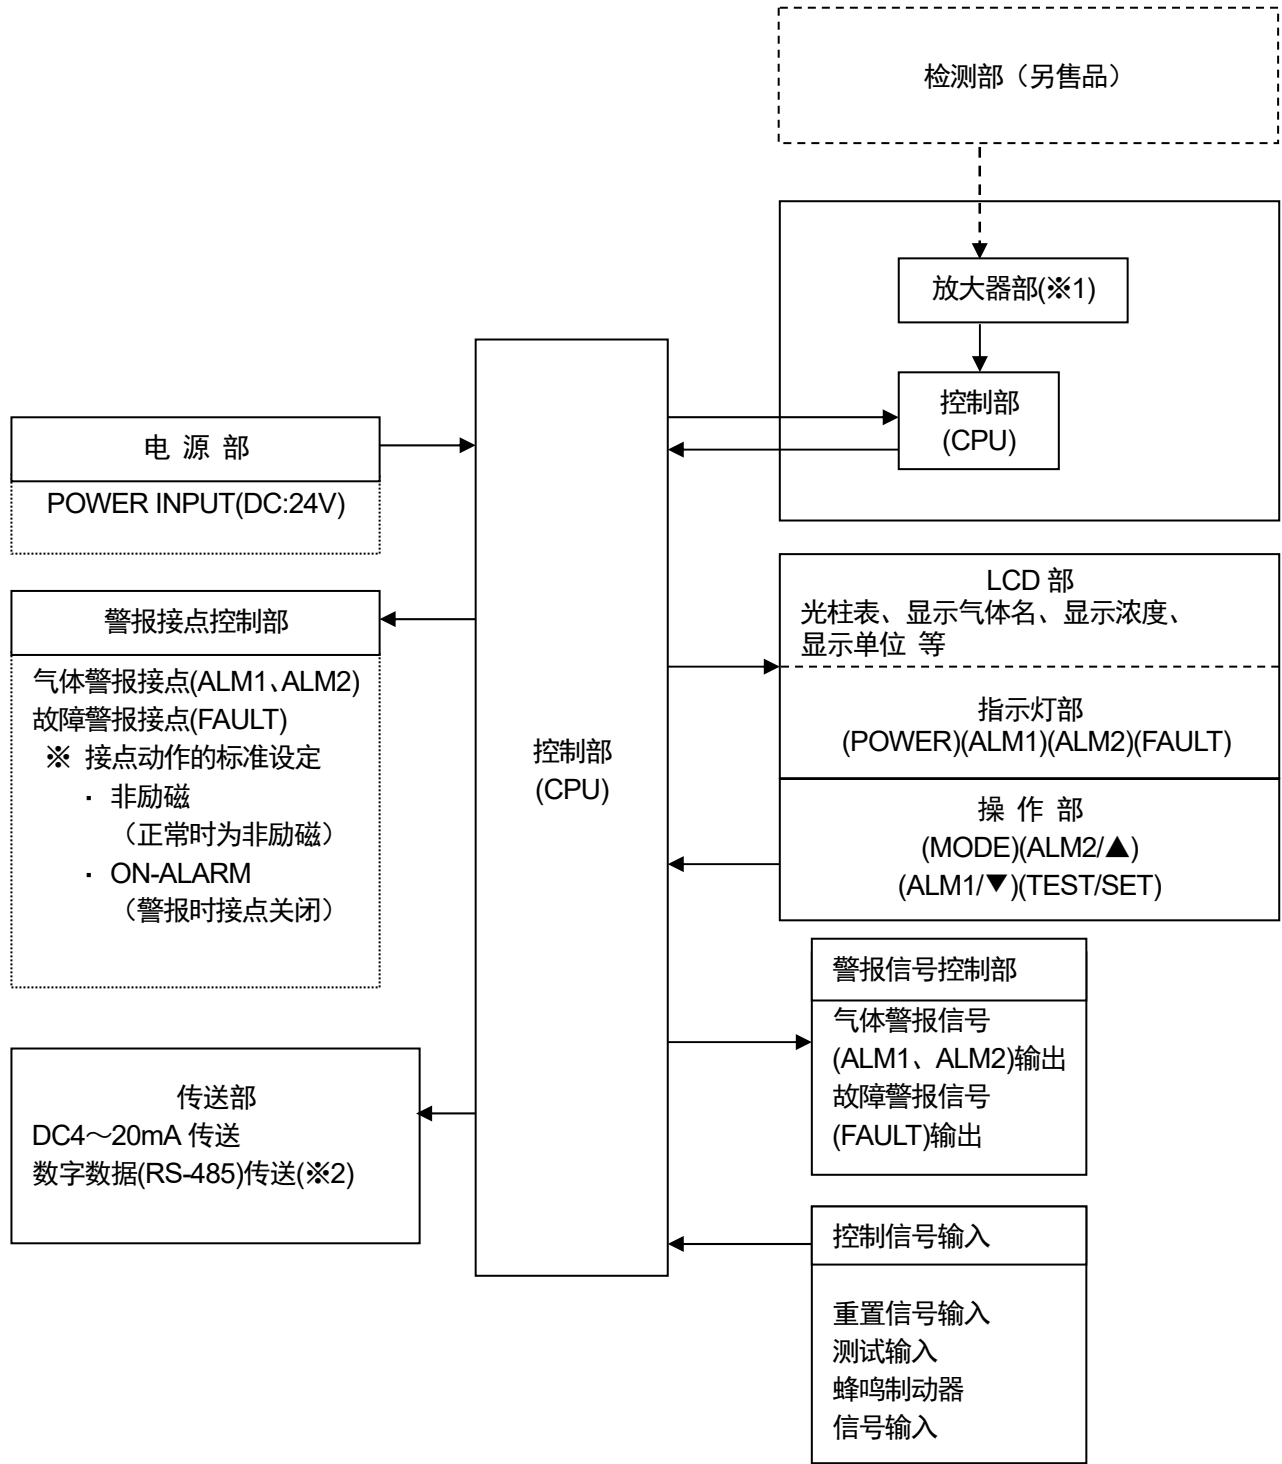 检测部（另售品）
放大器部(※1)
控制部
(CPU)
电 源 部
POWER INPUT(DC:24V)
警报接点控制部
气体警报接点(ALM1、ALM2)
故障警报接点(FAULT)
※ 接点动作的标准设定
・ 非励磁
（正常时为非励磁）
・ ON-ALARM
（警报时接点关闭）
传送部
DC4～20mA 传送
数字数据(RS-485)传送(※2)
控制部
(CPU)
LCD 部
光柱表、显示气体名、显示浓度、
显示单位 等
指示灯部
(POWER)(ALM1)(ALM2)(FAULT)
操 作 部
(MODE)(ALM2/▲)
(ALM1/▼)(TEST/SET)
警报信号控制部
气体警报信号
(ALM1、ALM2)输出
故障警报信号
(FAULT)输出
控制信号输入
重置信号输入
测试输入
蜂鸣制动器
信号输入